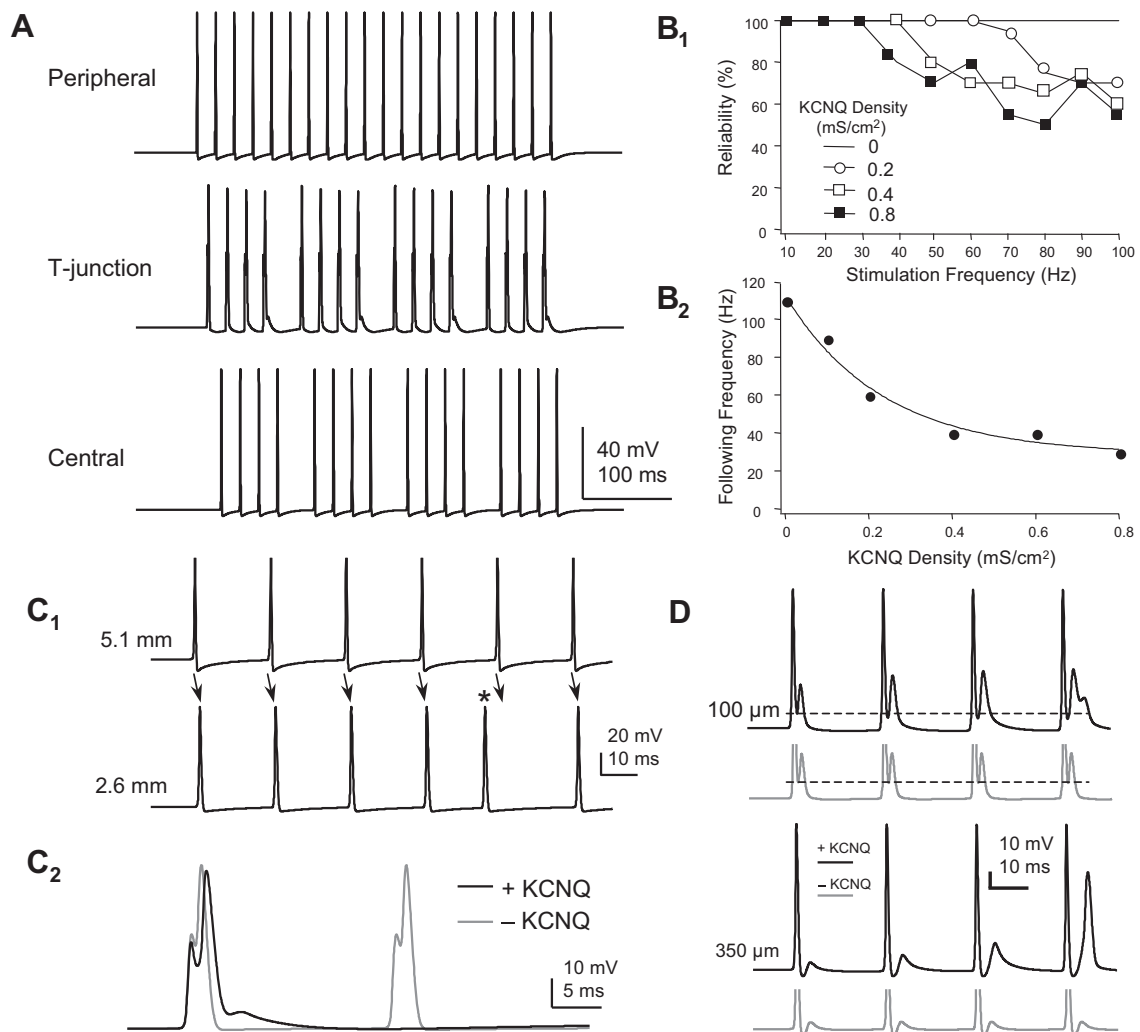 A
Peripheral
T-junction
Central
40 mV
100 ms
B1
Reliability (%)
100
80
60
40
20
0
KCNQ Density
(mS/cm²)
0
0.2
0.4
0.8
10 20 30 40 50 60 70 80 90 100
Stimulation Frequency (Hz)
B2
Following Frequency (Hz)
120
100
80
60
40
20
0
0 0.2 0.4 0.6 0.8
KCNQ Density (mS/cm²)
C1
5.1 mm
*
2.6 mm
20 mV
10 ms
C2
+ KCNQ
– KCNQ
10 mV
5 ms
D
100 µm
+ KCNQ
– KCNQ
10 mV
10 ms
350 µm